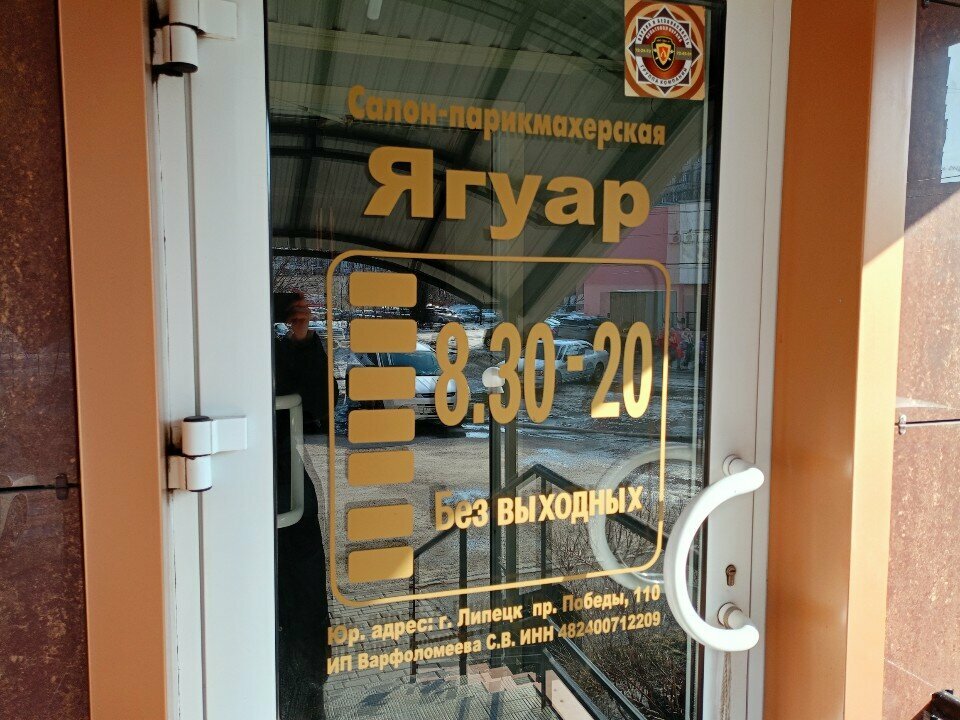 Салон-парикмахерская
Ягуар
8.30-20
Без выходных
Юр. адрес: г. Липецк пр. Победы, 110
ИП Варфоломеева С.В. ИНН 482400712209